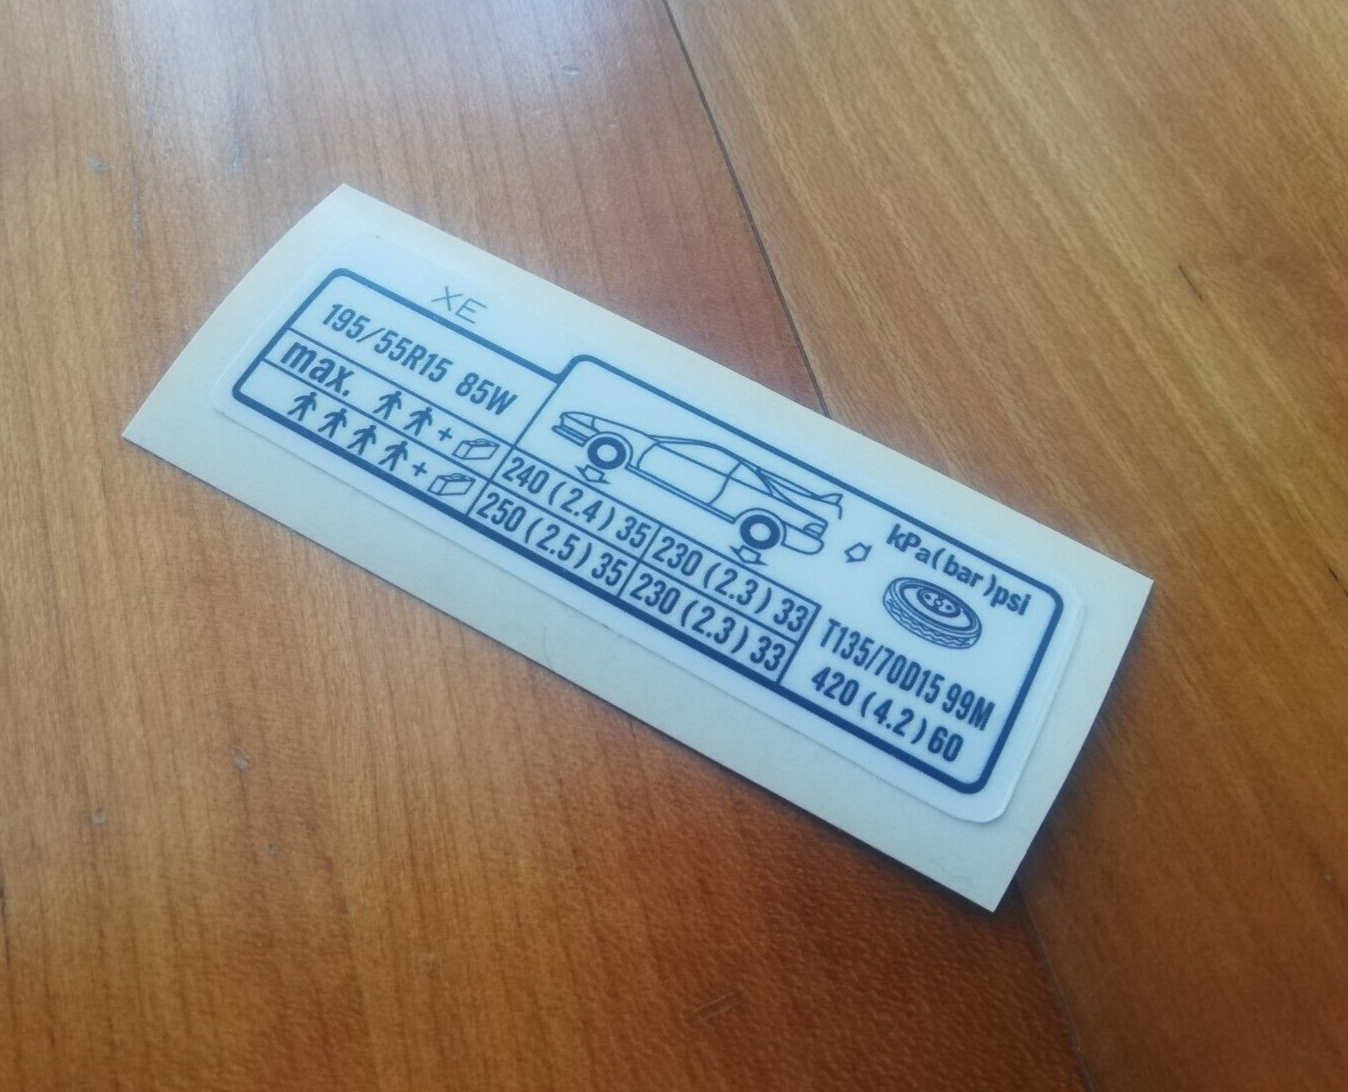 XE
195/55R15 85W
kPa(bar)psi
max.
+ 240(2.4)35 230(2.3)33
+ 250(2.5)35 230(2.3)33
T135/70D15 99M
420(4.2)60